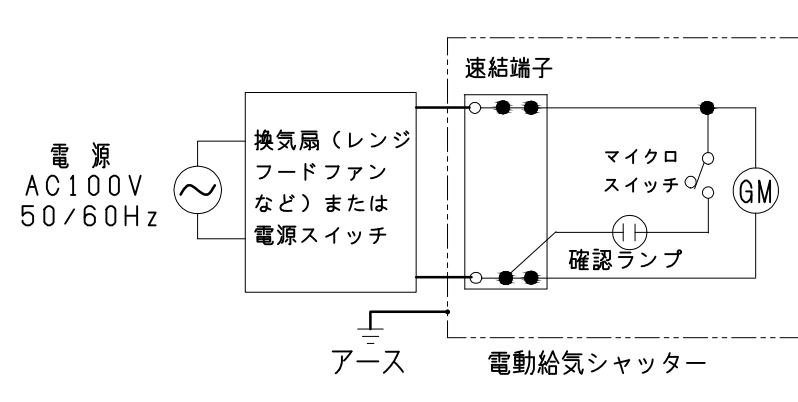 速結端子
電 源
AC100V
50/60Hz
換気扇（レンジ
フードファン
など）または
電源スイッチ
マイクロ
スイッチ
GM
確認ランプ
アース
電動給気シャッター